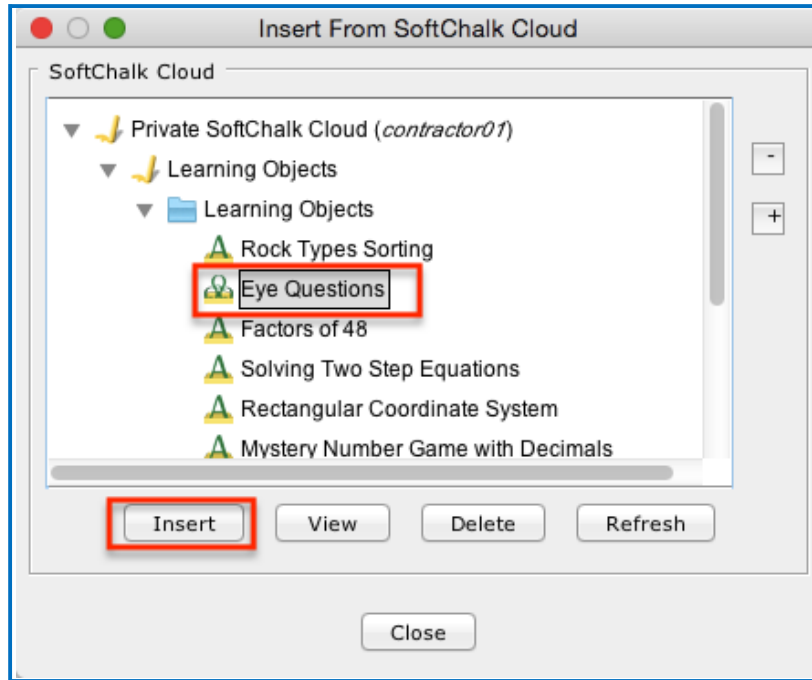 Insert From SoftChalk Cloud
SoftChalk Cloud
Private SoftChalk Cloud (contractor01)
Learning Objects
Learning Objects
Rock Types Sorting
Eye Questions
Factors of 48
Solving Two Step Equations
Rectangular Coordinate System
Mystery Number Game with Decimals
-
+
Insert View Delete Refresh
Close